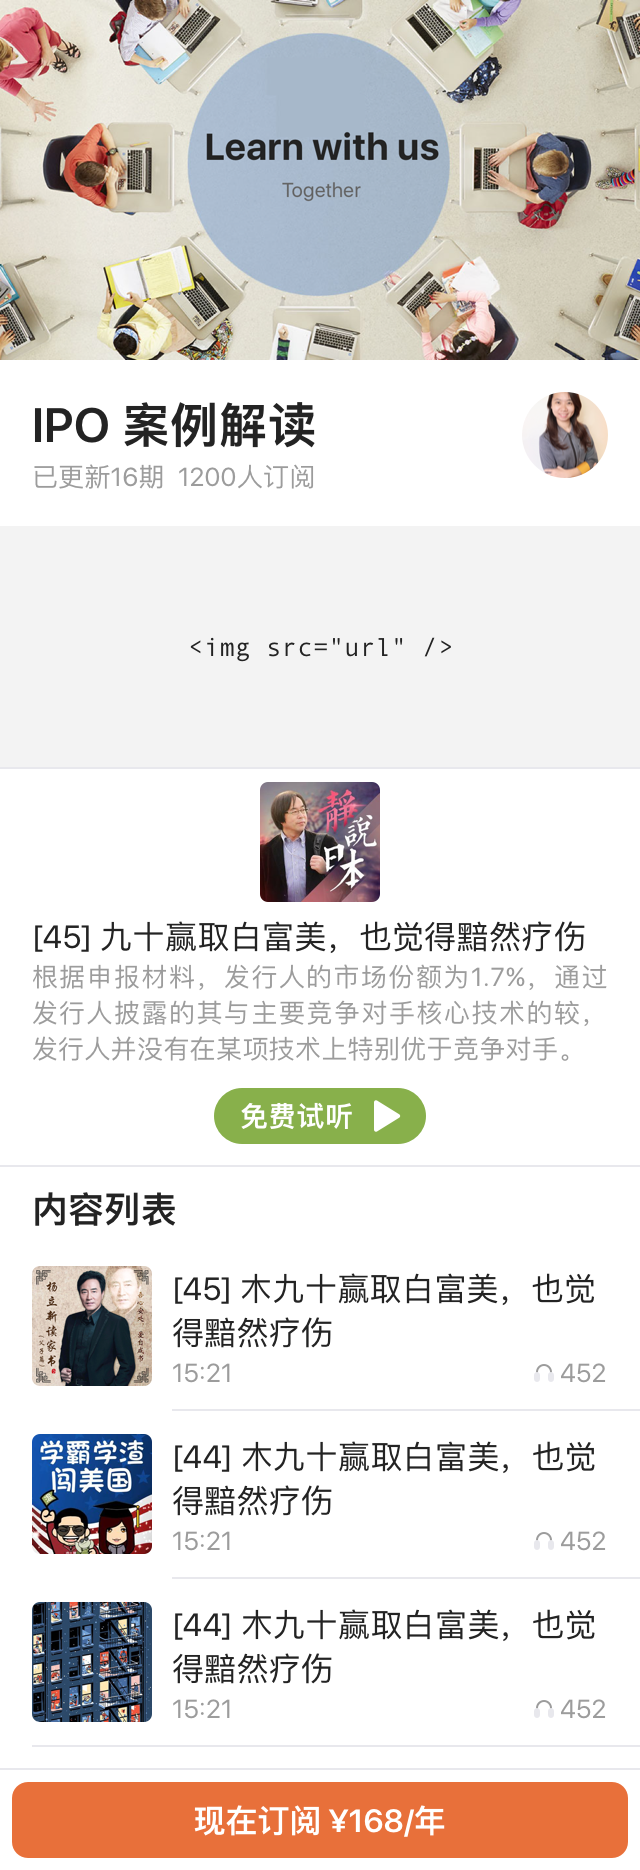 Learn with us
Together
IPO 案例解读
已更新16期 1200人订阅
<img src="url" />
靜說日本
[45] 九十赢取白富美，也觉得黯然疗伤
根据申报材料，发行人的市场份额为1.7%，通过
发行人披露的其与主要竞争对手核心技术的较，
发行人并没有在某项技术上特别优于竞争对手。
免费试听
内容列表
杨立新读家书
[45] 木九十赢取白富美，也觉
得黯然疗伤
15:21
452
学霸学渣
闯美国
[44] 木九十赢取白富美，也觉
得黯然疗伤
15:21
452
[44] 木九十赢取白富美，也觉
得黯然疗伤
15:21
452
现在订阅 ¥168/年